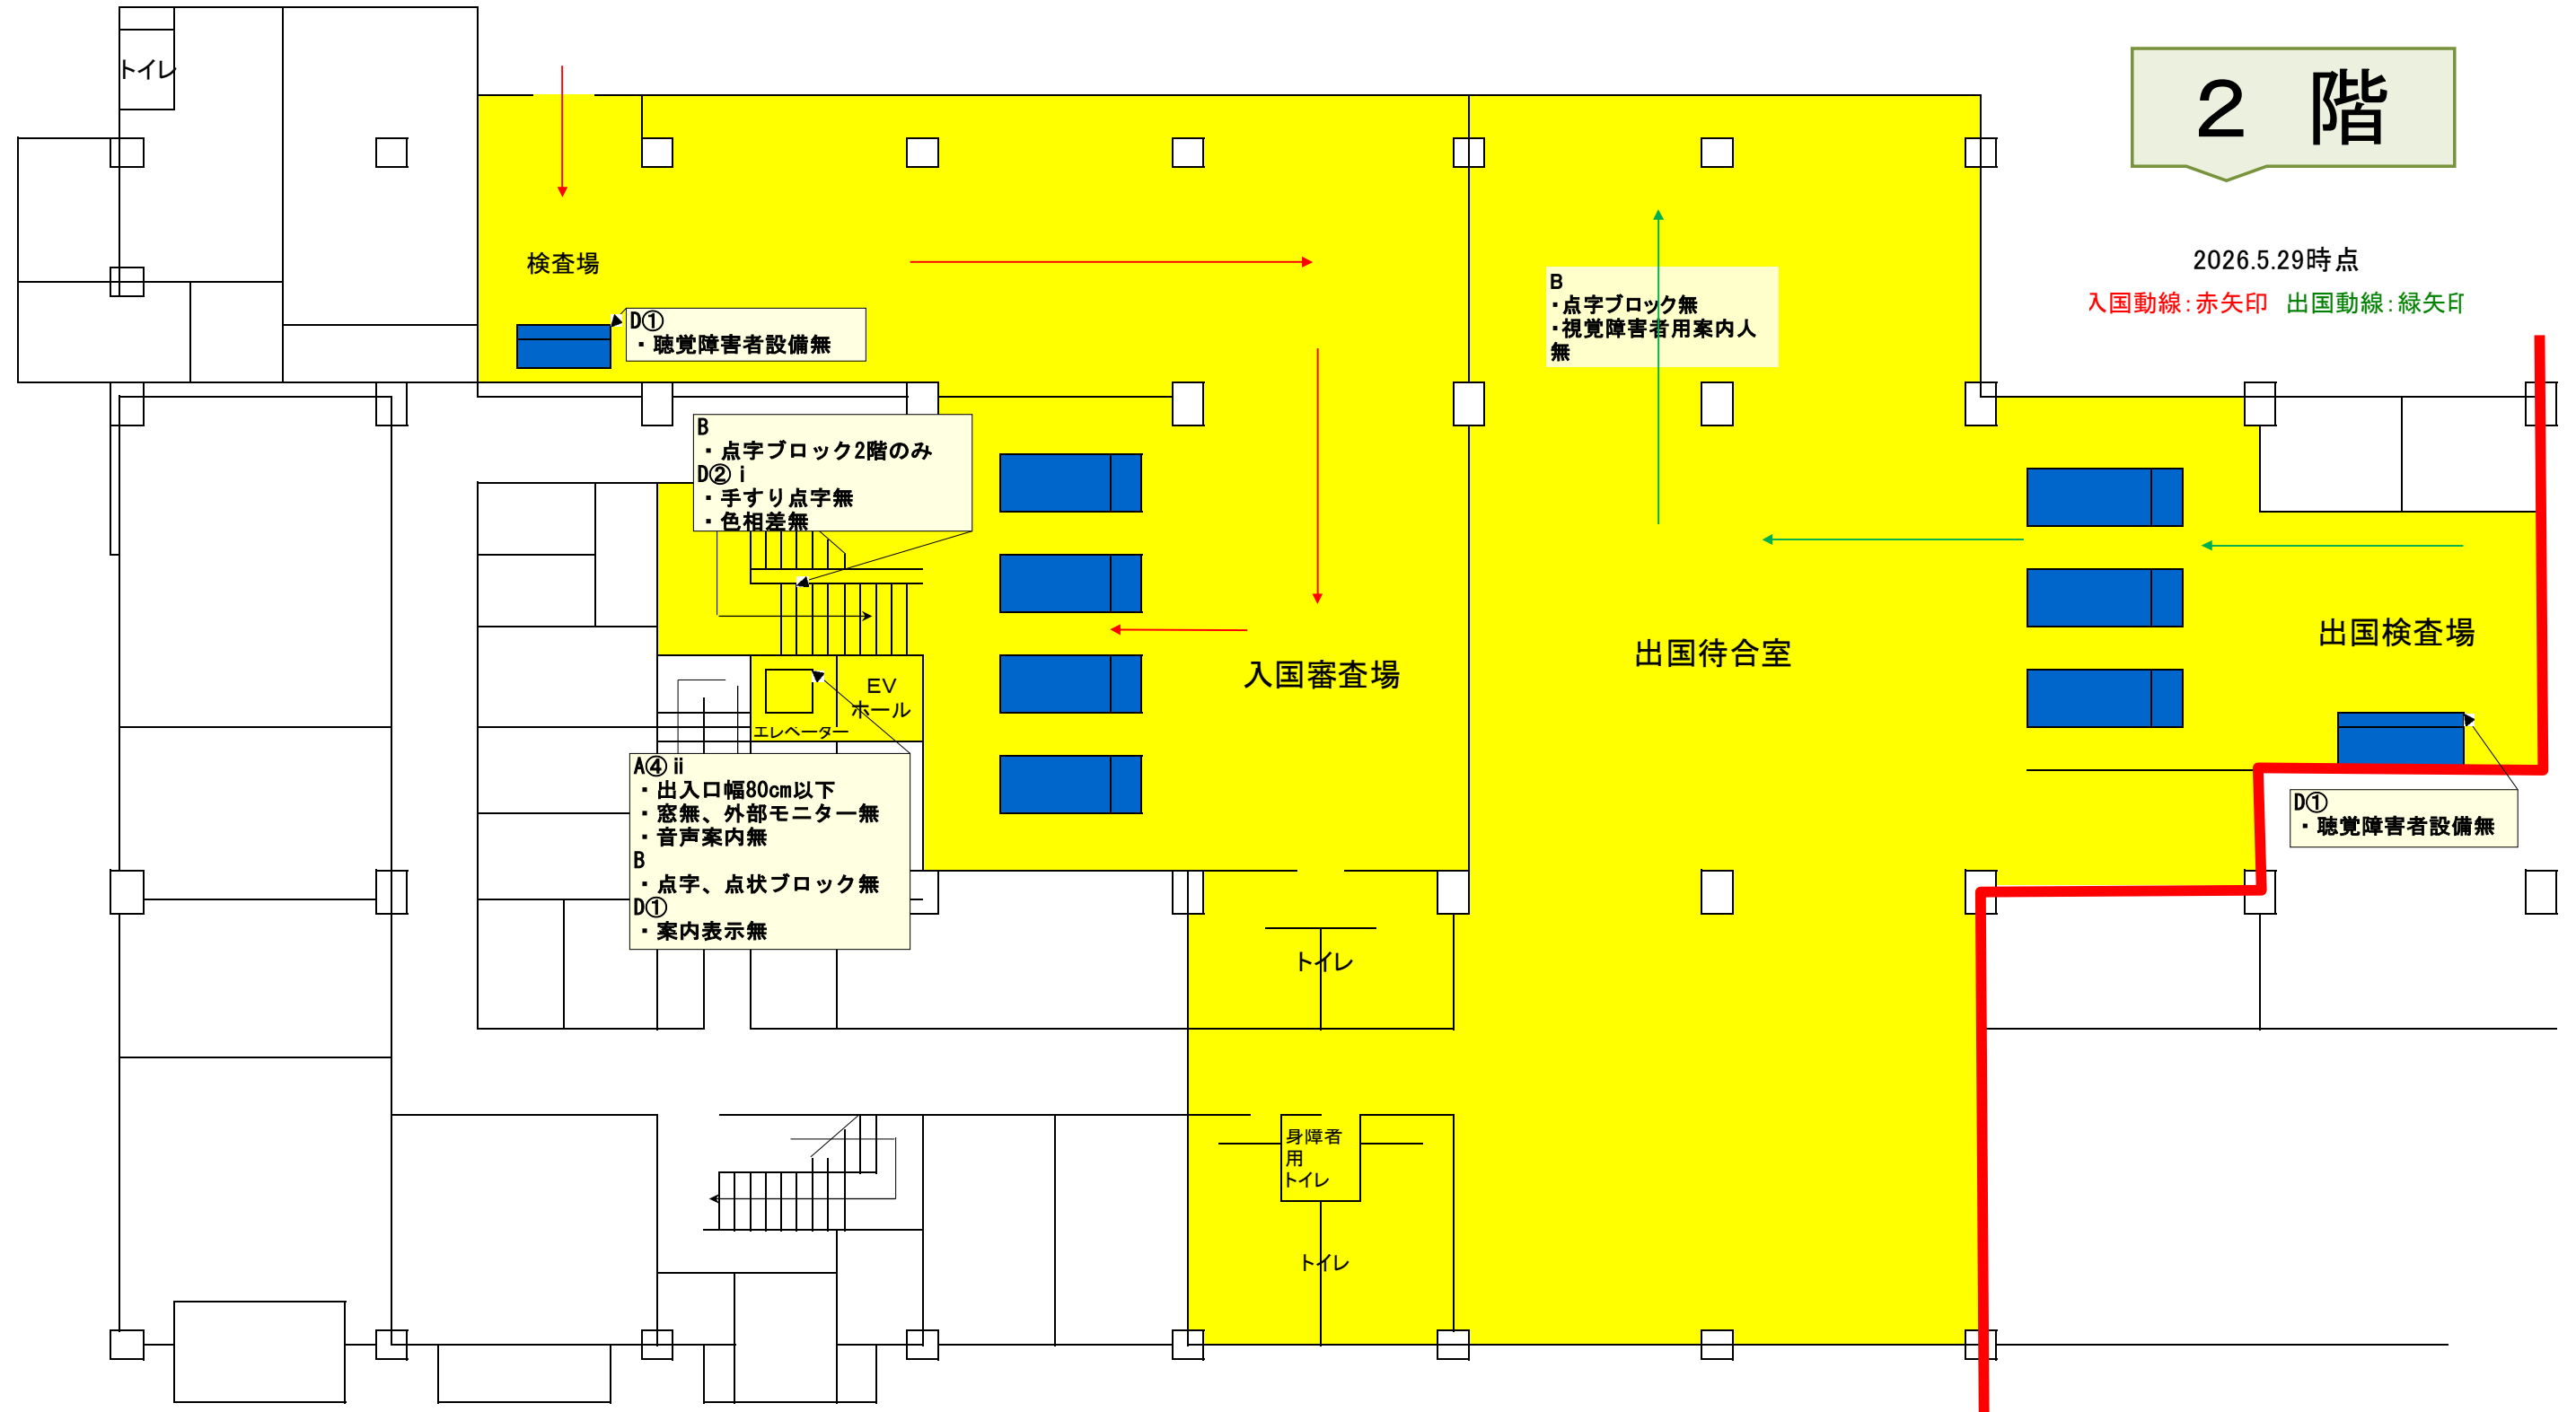 ２ 階
2026.5.29時点
入国動線：赤矢印 出国動線：緑矢印
トイレ
検査場
D①
・聴覚障害者設備無
B
・点字ブロック無
・視覚障害者用案内人
無
B
・点字ブロック2階のみ
D②ⅰ
・手すり点字無
・色相差無
出国検査場
出国待合室
入国審査場
EV
ホール
エレベーター
A④ⅱ
・出入口幅80cm以下
・窓無、外部モニター無
・音声案内無
B
・点字、点状ブロック無
D①
・案内表示無
D①
・聴覚障害者設備無
トイレ
身障者
用
トイレ
トイレ